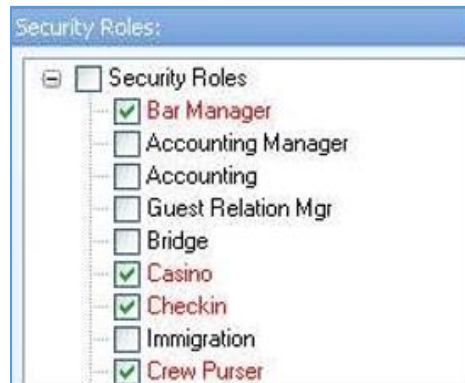 Security Roles:
Security Roles
Bar Manager
Accounting Manager
Accounting
Guest Relation Mgr
Bridge
Casino
Checkin
Immigration
Crew Purser